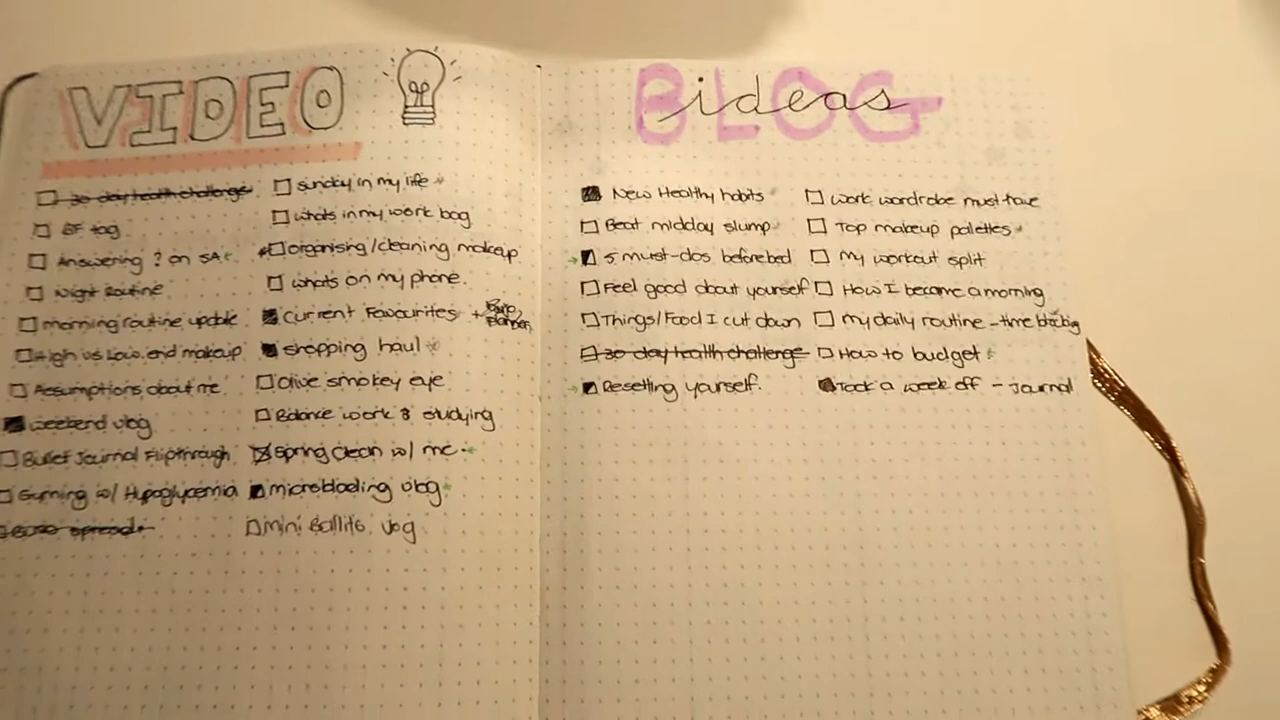 VIDEO
30 day health challenge
BF tag
Answering ? on SA
Night Routine
morning routine update
High vs Low end makeup
Assumptions about me
weekend vlog
Bullet Journal Flipthrough
Gyming w/ Hypoglycemia
spread
sunday in my life
whats in my work bag
organising/cleaning makeup
whats on my phone.
Current Favourites +
shopping haul
Olive smokey eye
Balance work & studying
Spring clean w/ me
microblading vlog
mini Ballito vlog
BLOG ideas
New Healthy habits
Beat midday slump
5 must-dos before bed
Feel good about yourself
Things/Food I cut down
30 day health challenge
Resetting yourself.
work wardrobe must have
Top makeup palettes
My workout split
How I became a morning
my daily routine - time blocking
How to budget
Took a week off - Journal